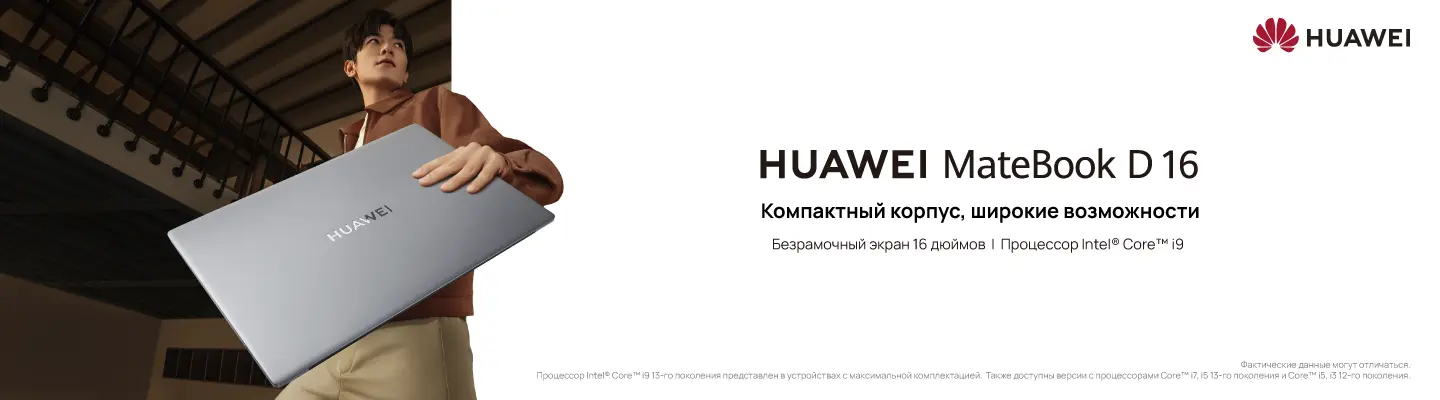 HUAWEI
HUAWEI
HUAWEI MateBook D 16
Компактный корпус, широкие возможности
Безрамочный экран 16 дюймов | Процессор Intel® Core™ i9
Фактические данные могут отличаться.
Процессор Intel® Core™ i9 13-го поколения представлен в устройствах с максимальной комплектацией. Также доступны версии с процессорами Core™ i7, i5 13-го поколения и Core™ i5, i3 12-го поколения.